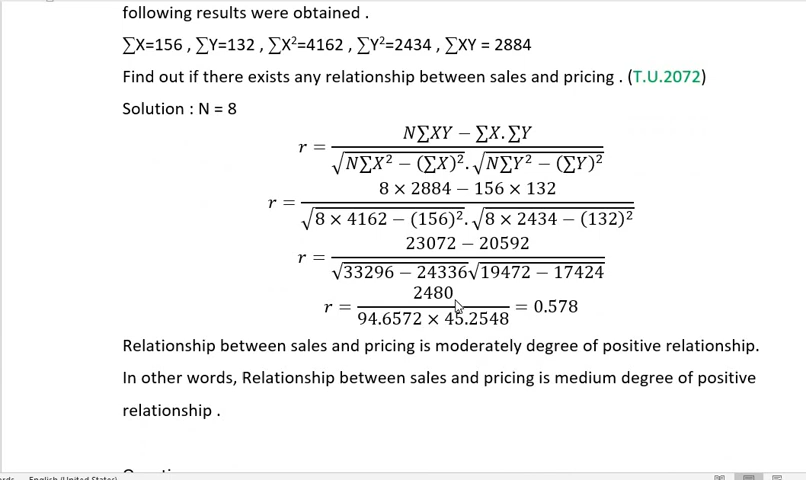 following results were obtained .
∑X=156 , ∑Y=132 , ∑X²=4162 , ∑Y²=2434 , ∑XY = 2884
Find out if there exists any relationship between sales and pricing . (T.U.2072)
Solution : N = 8
r = (N∑XY − ∑X.∑Y) / (√(N∑X² − (∑X)²).√(N∑Y² − (∑Y)²))
r = (8 × 2884 − 156 × 132) / (√(8 × 4162 − (156)²).√(8 × 2434 − (132)²))
r = (23072 − 20592) / (√(33296 − 24336)√(19472 − 17424))
r = 2480 / (94.6572 × 45.2548) = 0.578
Relationship between sales and pricing is moderately degree of positive relationship.
In other words, Relationship between sales and pricing is medium degree of positive
relationship .
English (United States)